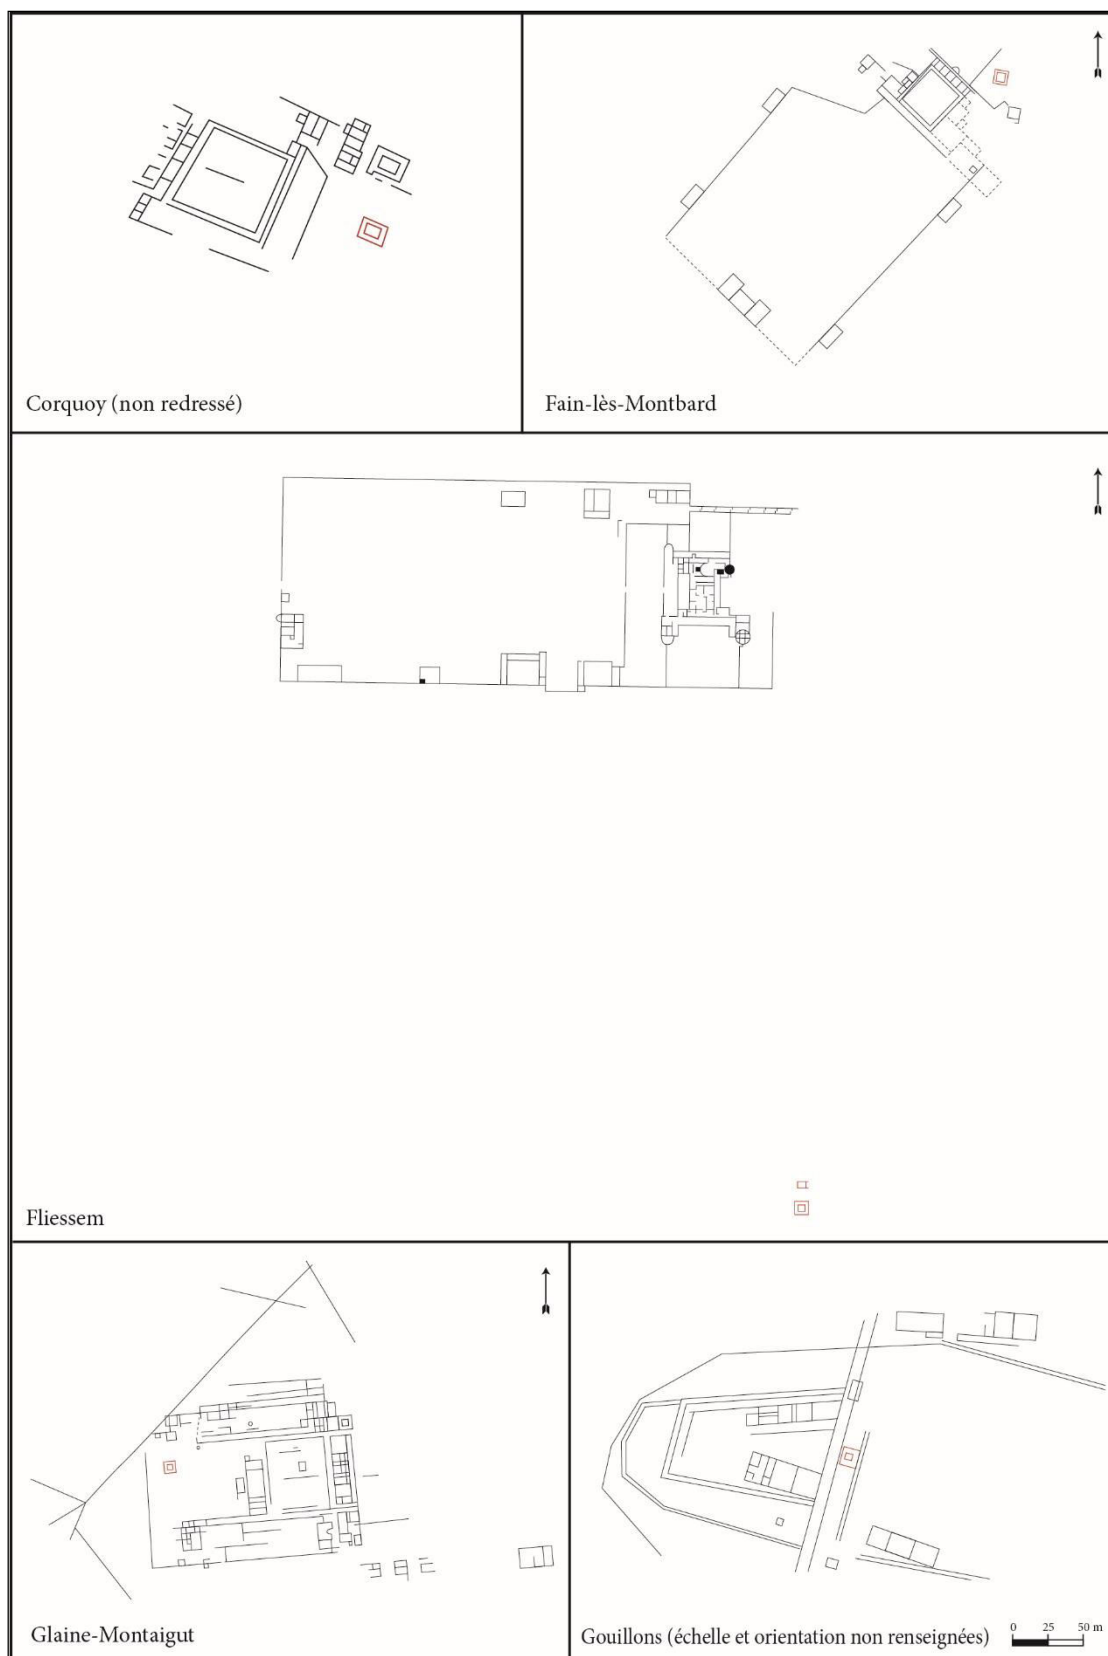 Corquoy (non redressé)
Fain-lès-Montbard
Fliessem
Glaine-Montaigut
Gouillons (échelle et orientation non renseignées)
0 25 50 m